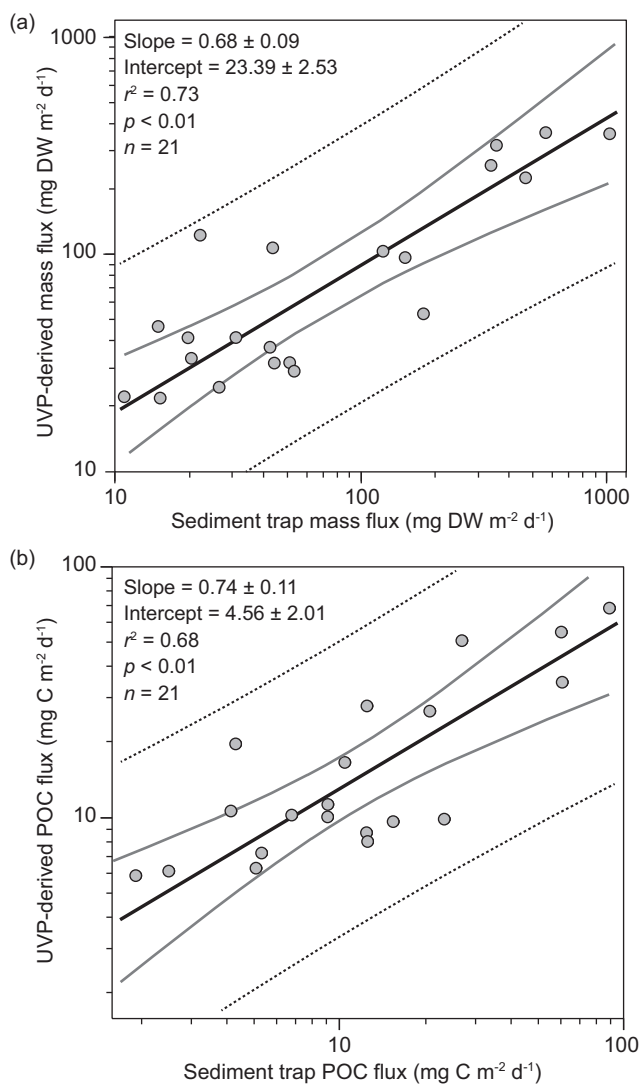 (a)
1000
Slope = 0.68 ± 0.09
Intercept = 23.39 ± 2.53
r² = 0.73
p < 0.01
n = 21
UVP-derived mass flux (mg DW m⁻² d⁻¹)
100
10
10 100 1000
Sediment trap mass flux (mg DW m⁻² d⁻¹)
(b)
100
Slope = 0.74 ± 0.11
Intercept = 4.56 ± 2.01
r² = 0.68
p < 0.01
n = 21
UVP-derived POC flux (mg C m⁻² d⁻¹)
10
10 100
Sediment trap POC flux (mg C m⁻² d⁻¹)